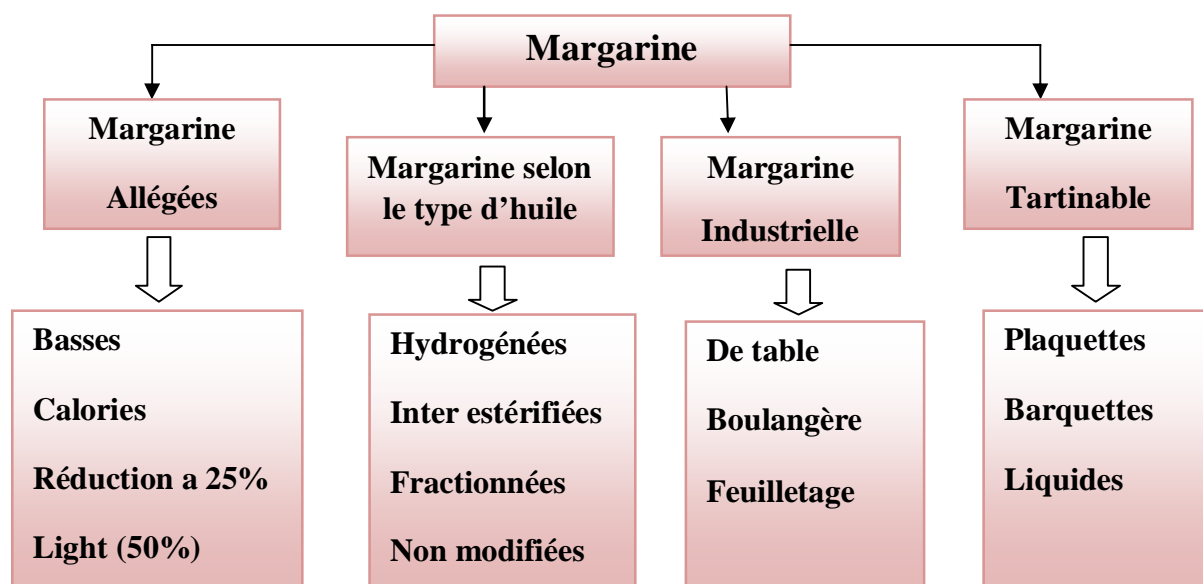 Margarine
Margarine
Allégées
Margarine selon
le type d’huile
Margarine
Industrielle
Margarine
Tartinable
Basses
Calories
Réduction a 25%
Light (50%)
Hydrogénées
Inter estérifiées
Fractionnées
Non modifiées
De table
Boulangère
Feuilletage
Plaquettes
Barquettes
Liquides